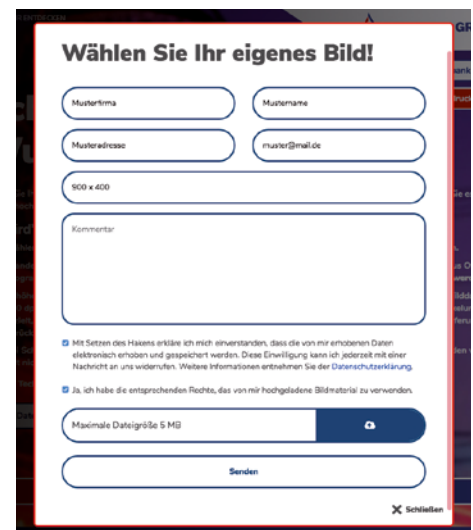 Wählen Sie Ihr eigenes Bild!
Musterfirma
Mustername
Musteradresse
muster@mail.de
900 x 400
Kommentar
Mit Setzen des Hakens erkläre ich mich einverstanden, dass die von mir erhobenen Daten
elektronisch erhoben und gespeichert werden. Diese Einwilligung kann ich jederzeit mit einer
Nachricht an uns widerrufen. Weitere Informationen entnehmen Sie der Datenschutzerklärung.
Ja, ich habe die entsprechenden Rechte, das von mir hochgeladene Bildmaterial zu verwenden.
Maximale Dateigröße 5 MB
Senden
Schließen